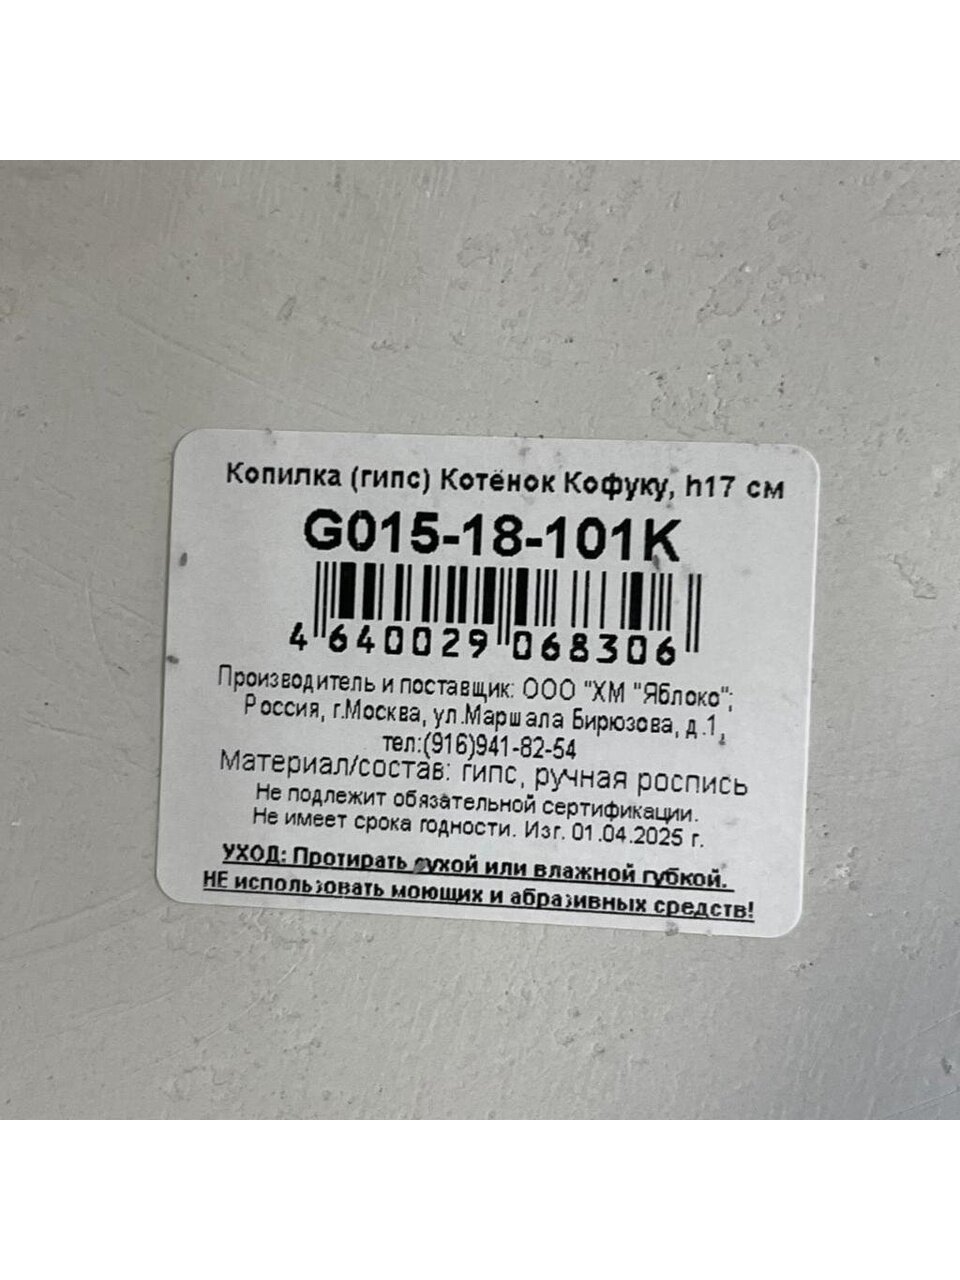 Копилка (гипс) Котёнок Кофуку, h17 см
G015-18-101K
4 640029 068306
Производитель и поставщик: ООО "ХМ "Яблоко";
Россия, г.Москва, ул.Маршала Бирюзова, д.1,
тел:(916)941-82-54
Материал/состав: гипс, ручная роспись
Не подлежит обязательной сертификации.
Не имеет срока годности. Изг. 01.04.2025 г.
УХОД: Протирать сухой или влажной губкой.
НЕ использовать моющих и абразивных средств!